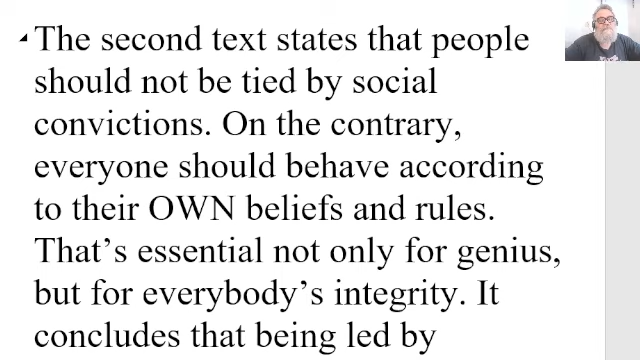 The second text states that people
should not be tied by social
convictions. On the contrary,
everyone should behave according
to their OWN beliefs and rules.
That's essential not only for genius,
but for everybody's integrity. It
concludes that being led by